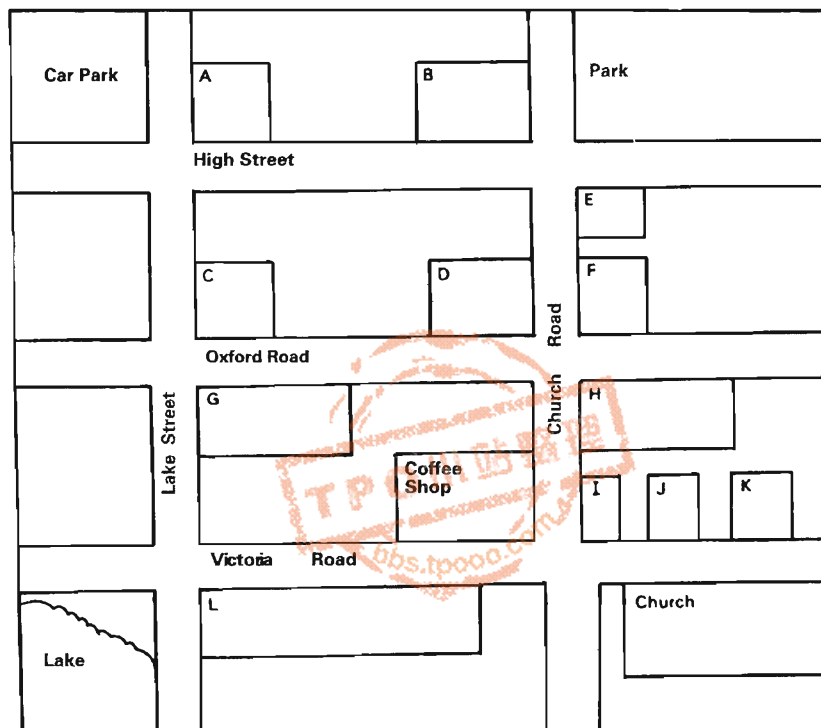 Car Park
A
B
Park
High Street
E
C
D
F
Oxford Road
Church Road
Lake Street
G
H
Coffee
Shop
I
J
K
Victoria Road
L
Church
Lake
TPO
bbs.tpooo.com